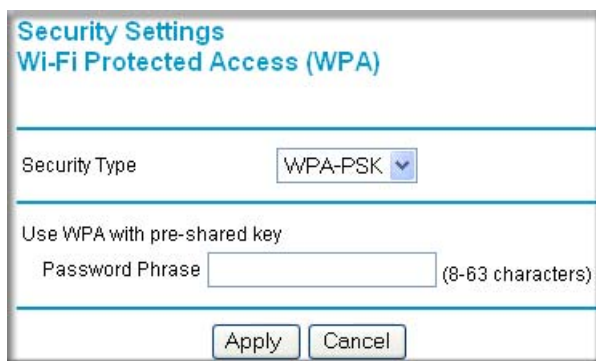 Security Settings
Wi-Fi Protected Access (WPA)
Security Type WPA-PSK
Use WPA with pre-shared key
Password Phrase (8-63 characters)
Apply Cancel